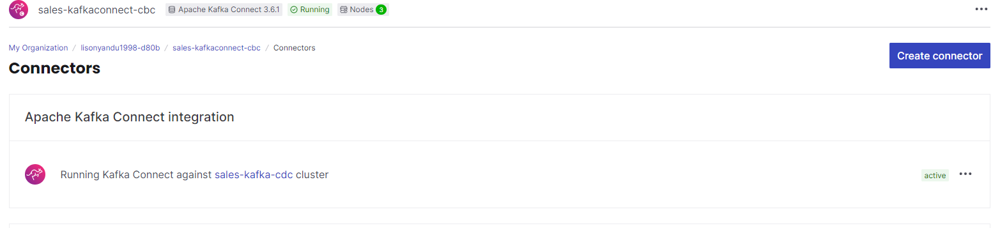 sales-kafkaconnect-cbc Apache Kafka Connect 3.6.1 Running Nodes 3
My Organization / lisonyandu1998-d80b / sales-kafkaconnect-cbc / Connectors
Create connector
Connectors
Apache Kafka Connect integration
Running Kafka Connect against sales-kafka-cdc cluster active